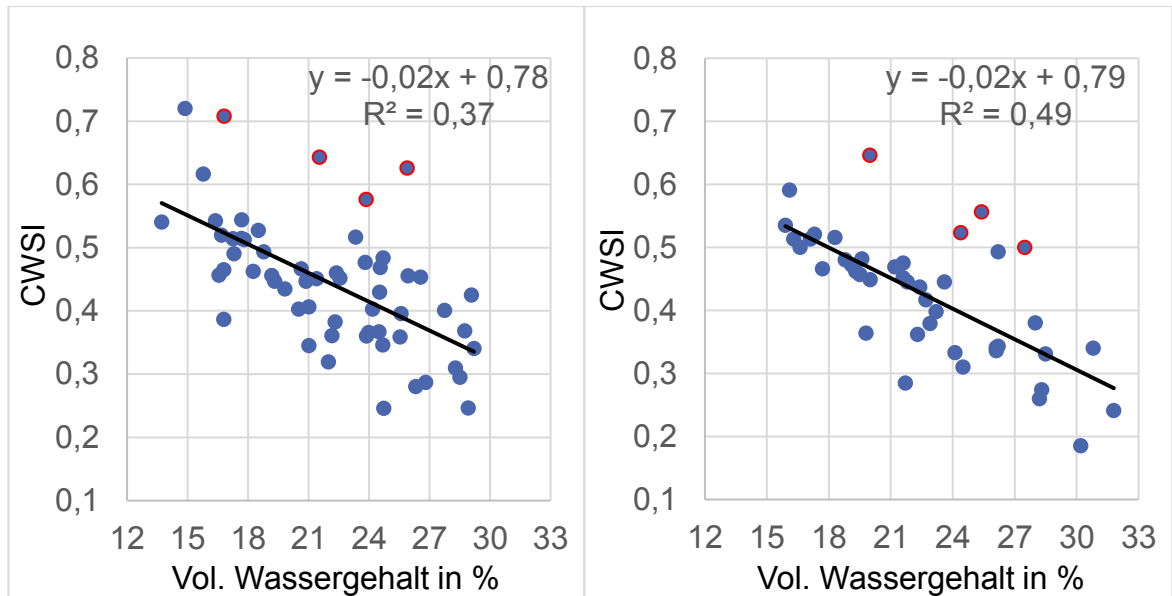 y = -0,02x + 0,78
R² = 0,37
0,8
0,7
0,6
0,5
0,4
0,3
0,2
0,1
CWSI
12 15 18 21 24 27 30 33
Vol. Wassergehalt in %
y = -0,02x + 0,79
R² = 0,49
0,8
0,7
0,6
0,5
0,4
0,3
0,2
0,1
CWSI
12 15 18 21 24 27 30 33
Vol. Wassergehalt in %